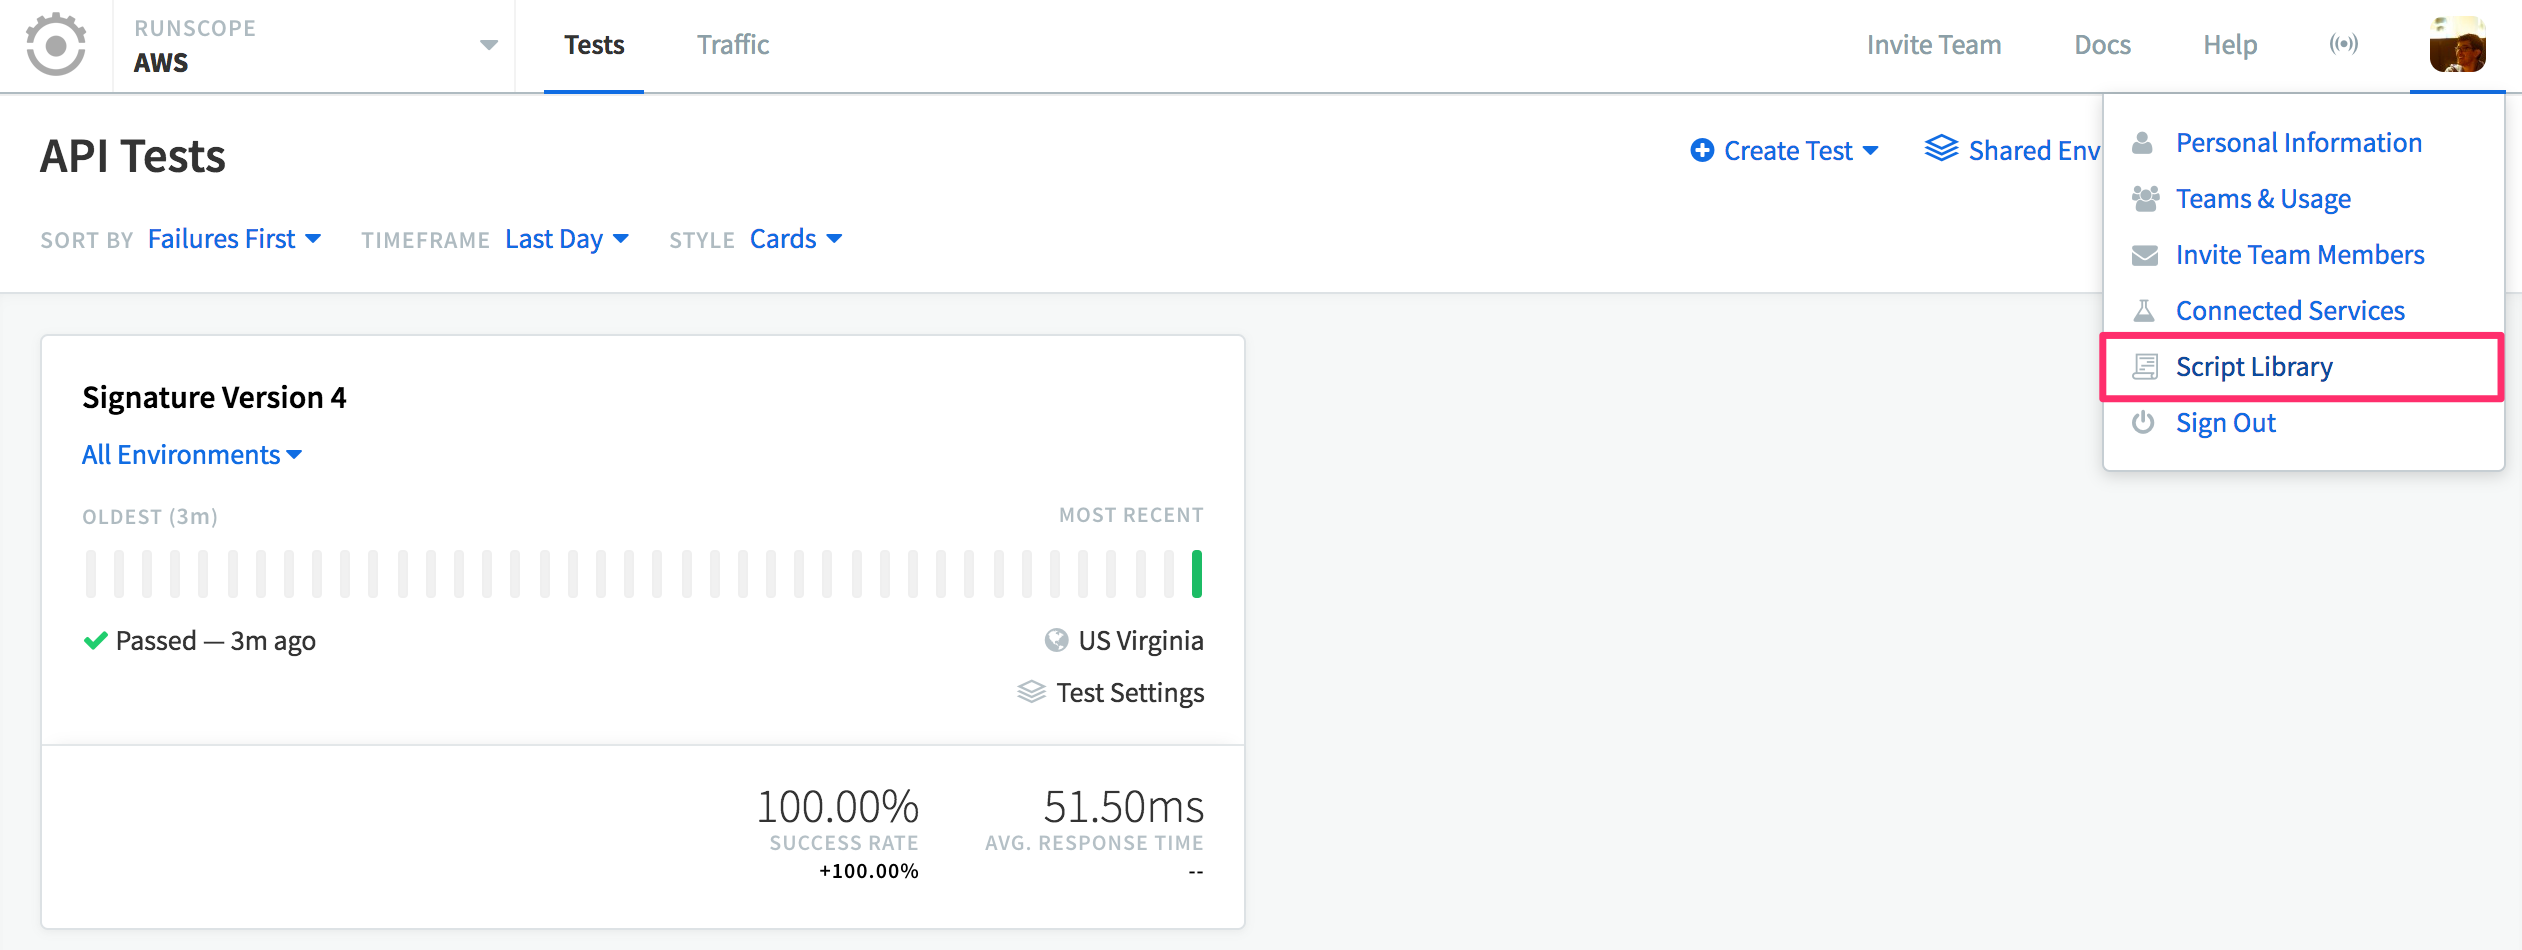 RUNSCOPE
AWS
Tests
Traffic
Invite Team
Docs
Help
API Tests
Create Test
Shared Env
SORT BY Failures First
TIMEFRAME Last Day
STYLE Cards
Personal Information
Teams & Usage
Invite Team Members
Connected Services
Script Library
Sign Out
Signature Version 4
All Environments
OLDEST (3m)
MOST RECENT
Passed — 3m ago
US Virginia
Test Settings
100.00%
SUCCESS RATE
+100.00%
51.50ms
AVG. RESPONSE TIME
--